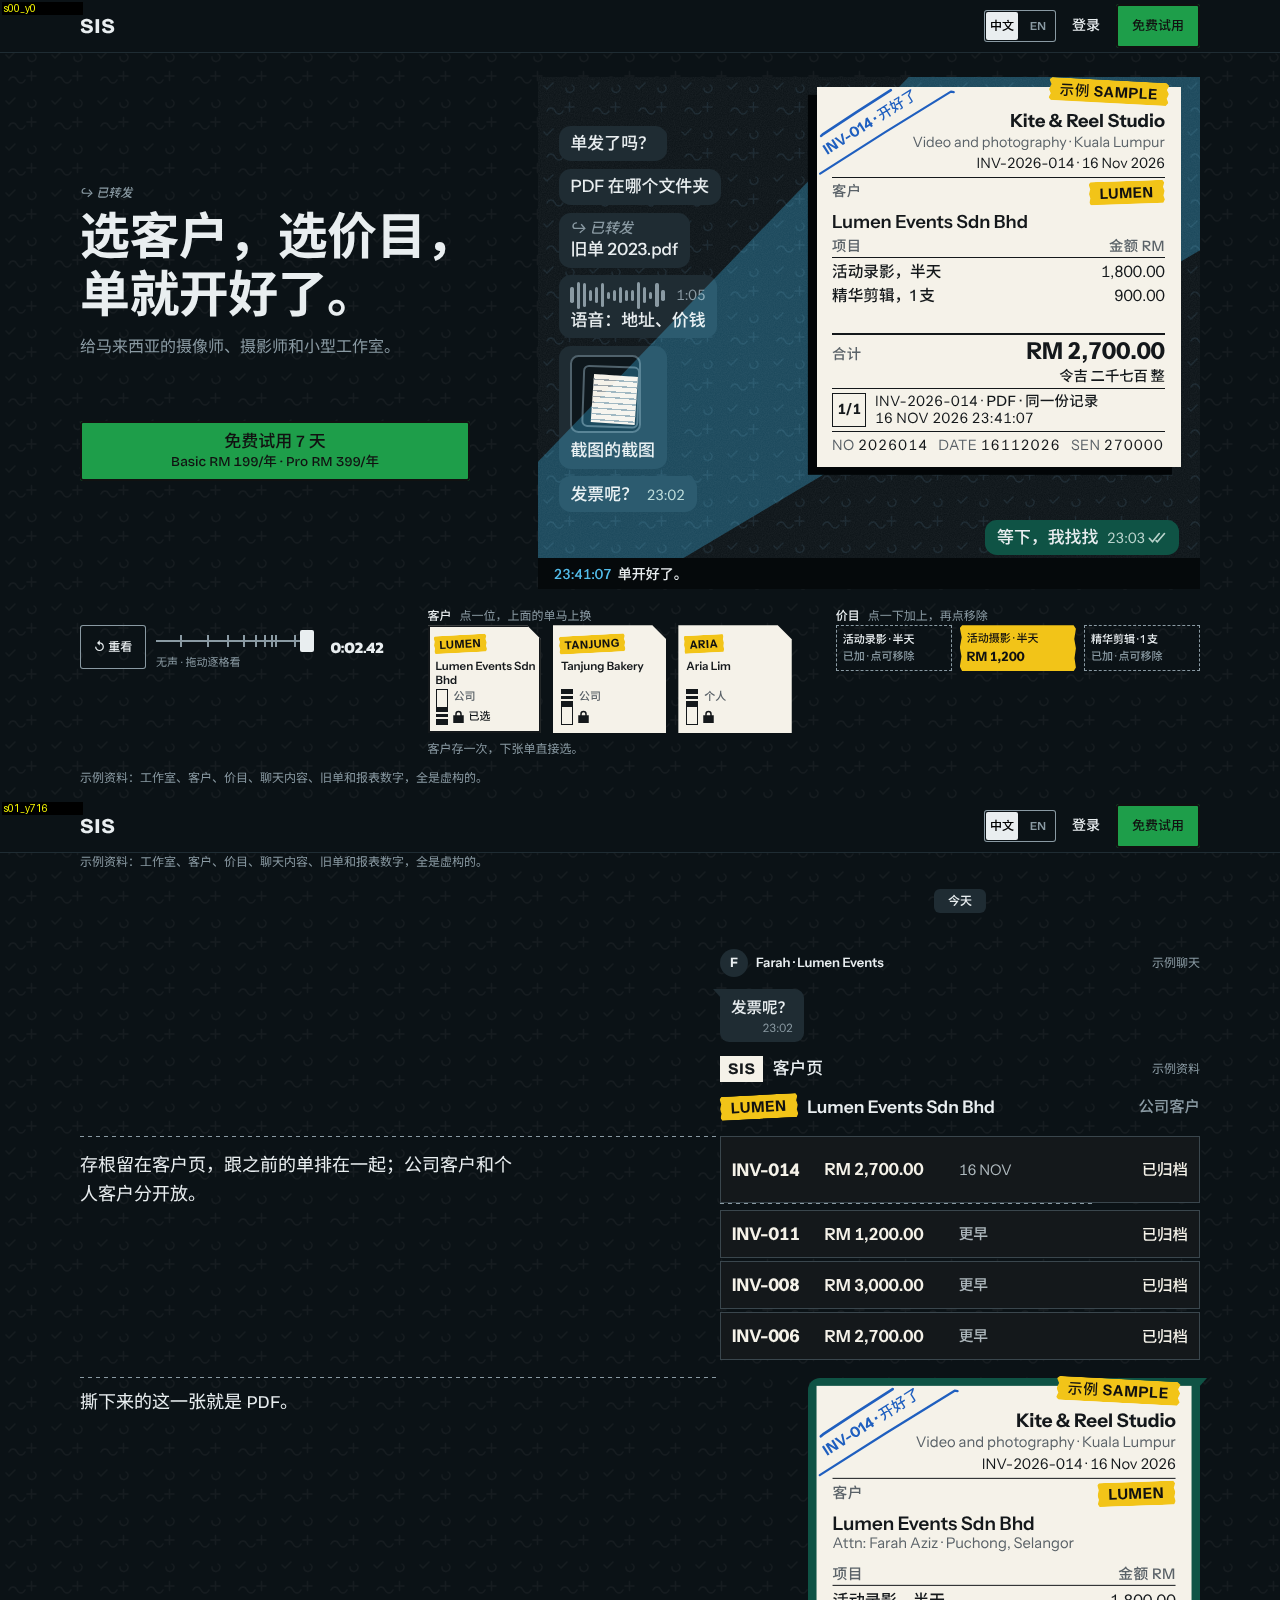 s00_y0
SIS
中文 EN 登录 免费试用
↪ 已转发
选客户，选价目，
单就开好了。
给马来西亚的摄像师、摄影师和小型工作室。
免费试用 7 天
Basic RM 199/年 · Pro RM 399/年
单发了吗？
PDF 在哪个文件夹
↪ 已转发
旧单 2023.pdf
1:05
语音：地址、价钱
截图的截图
发票呢？ 23:02
示例 SAMPLE
INV-014·开好了
Kite & Reel Studio
Video and photography · Kuala Lumpur
INV-2026-014 · 16 Nov 2026
客户 LUMEN
Lumen Events Sdn Bhd
项目 金额 RM
活动录影，半天 1,800.00
精华剪辑，1 支 900.00
合计 RM 2,700.00
令吉 二千七百 整
1/1 INV-2026-014 · PDF · 同一份记录
16 NOV 2026 23:41:07
NO 2026014 DATE 16112026 SEN 270000
等下，我找找 23:03
23:41:07 单开好了。
重看
无声 · 拖动逐格看
0:02.42
客户 点一位，上面的单马上换
LUMEN
Lumen Events Sdn
Bhd
公司
已选
TANJUNG
Tanjung Bakery
公司
ARIA
Aria Lim
个人
客户存一次，下张单直接选。
价目 点一下加上，再点移除
活动录影 · 半天
已加 · 点可移除
活动摄影 · 半天
RM 1,200
精华剪辑 · 1 支
已加 · 点可移除
示例资料：工作室、客户、价目、聊天内容、旧单和报表数字，全是虚构的。
s01_y716
SIS
中文 EN 登录 免费试用
示例资料：工作室、客户、价目、聊天内容、旧单和报表数字，全是虚构的。
今天
F Farah · Lumen Events 示例聊天
发票呢？
23:02
SIS 客户页 示例资料
LUMEN Lumen Events Sdn Bhd 公司客户
存根留在客户页，跟之前的单排在一起；公司客户和个
人客户分开放。
INV-014 RM 2,700.00 16 NOV 已归档
INV-011 RM 1,200.00 更早 已归档
INV-008 RM 3,000.00 更早 已归档
INV-006 RM 2,700.00 更早 已归档
撕下来的这一张就是 PDF。
示例 SAMPLE
INV-014·开好了
Kite & Reel Studio
Video and photography · Kuala Lumpur
INV-2026-014 · 16 Nov 2026
客户 LUMEN
Lumen Events Sdn Bhd
Attn: Farah Aziz · Puchong, Selangor
项目 金额 RM
活动录影，半天 1,800.00